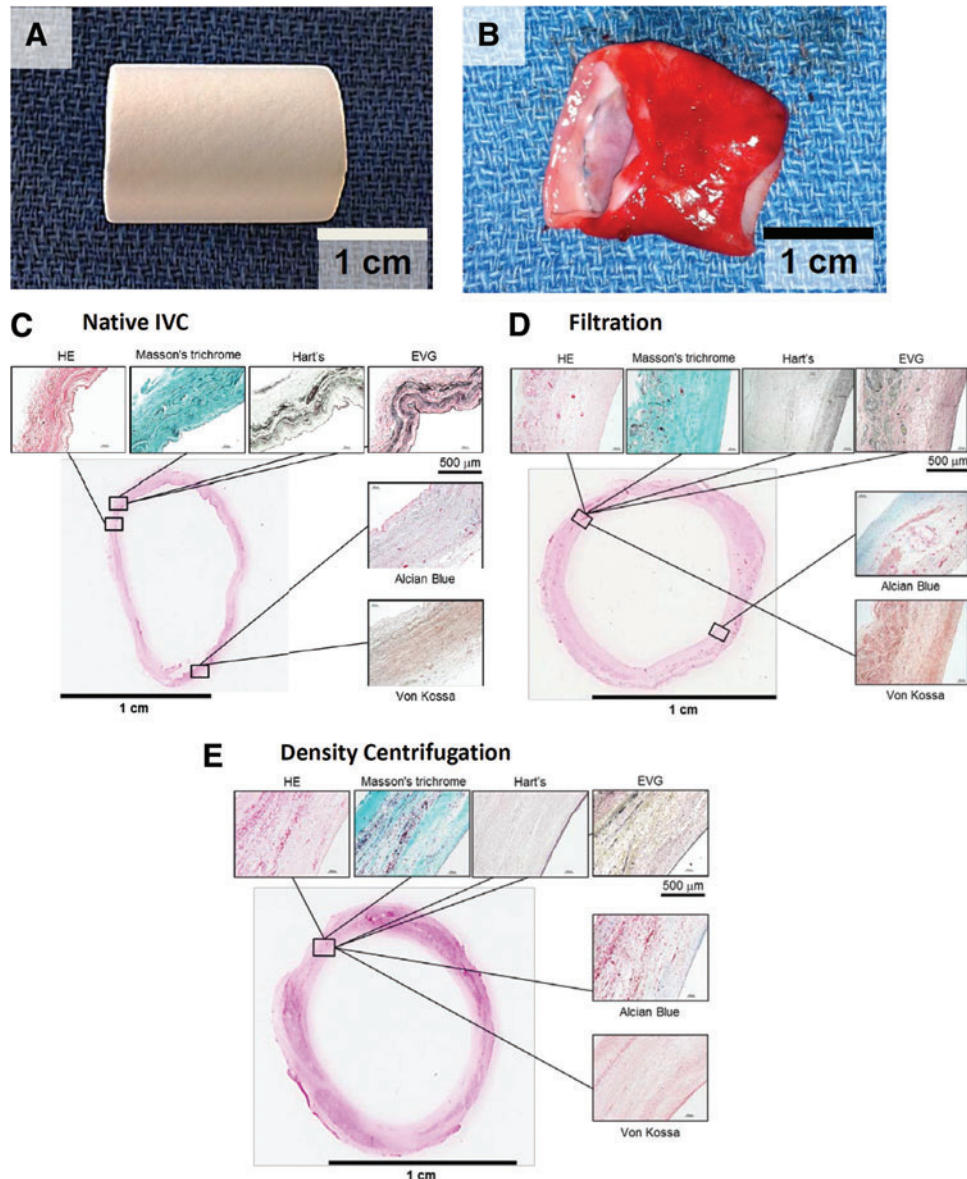 A
1 cm
B
1 cm
C Native IVC
HE Masson's trichrome Hart's EVG
500 μm
Alcian Blue
Von Kossa
1 cm
D Filtration
HE Masson's trichrome Hart's EVG
500 μm
Alcian Blue
Von Kossa
1 cm
E Density Centrifugation
HE Masson's trichrome Hart's EVG
500 μm
Alcian Blue
Von Kossa
1 cm